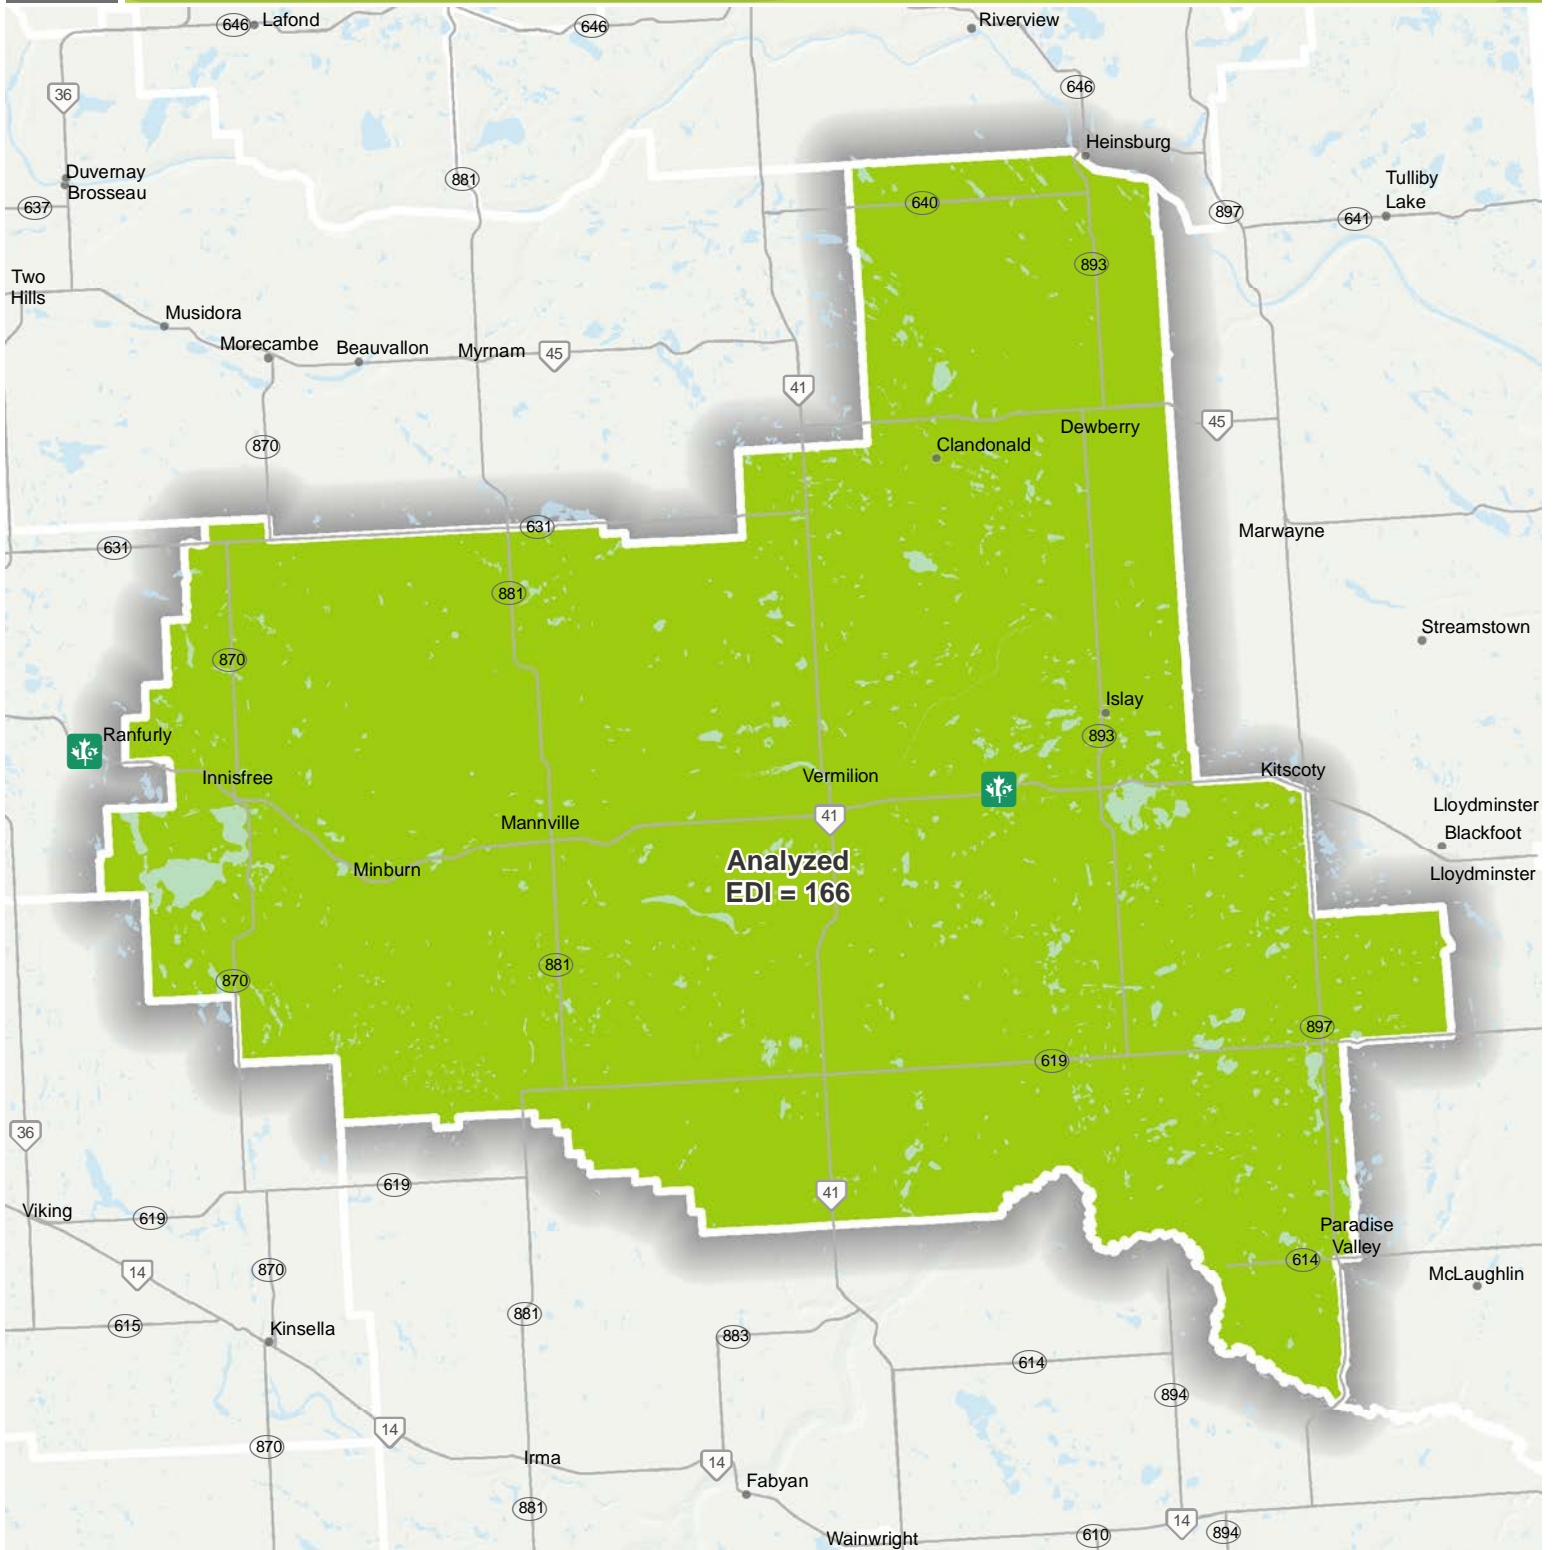 646
Lafond
646
Riverview
36
646
Heinsburg
Duvernay
Brosseau
881
Tulliby
Lake
637
640
897
641
893
Two
Hills
Musidora
Morecambe
Beauvallon
Myrnam
45
41
870
Dewberry
45
Clandonald
631
631
Marwayne
881
Streamstown
870
Islay
893
Ranfurly
16
Innisfree
Vermilion
16
Kitscoty
Lloydminster
Blackfoot
Lloydminster
Mannville
41
Minburn
Analyzed
EDI = 166
881
870
897
619
36
619
41
Viking
619
Paradise
Valley
614
14
870
McLaughlin
615
Kinsella
881
883
614
894
14
870
Irma
14
Fabyan
881
Wainwright
610
14
894